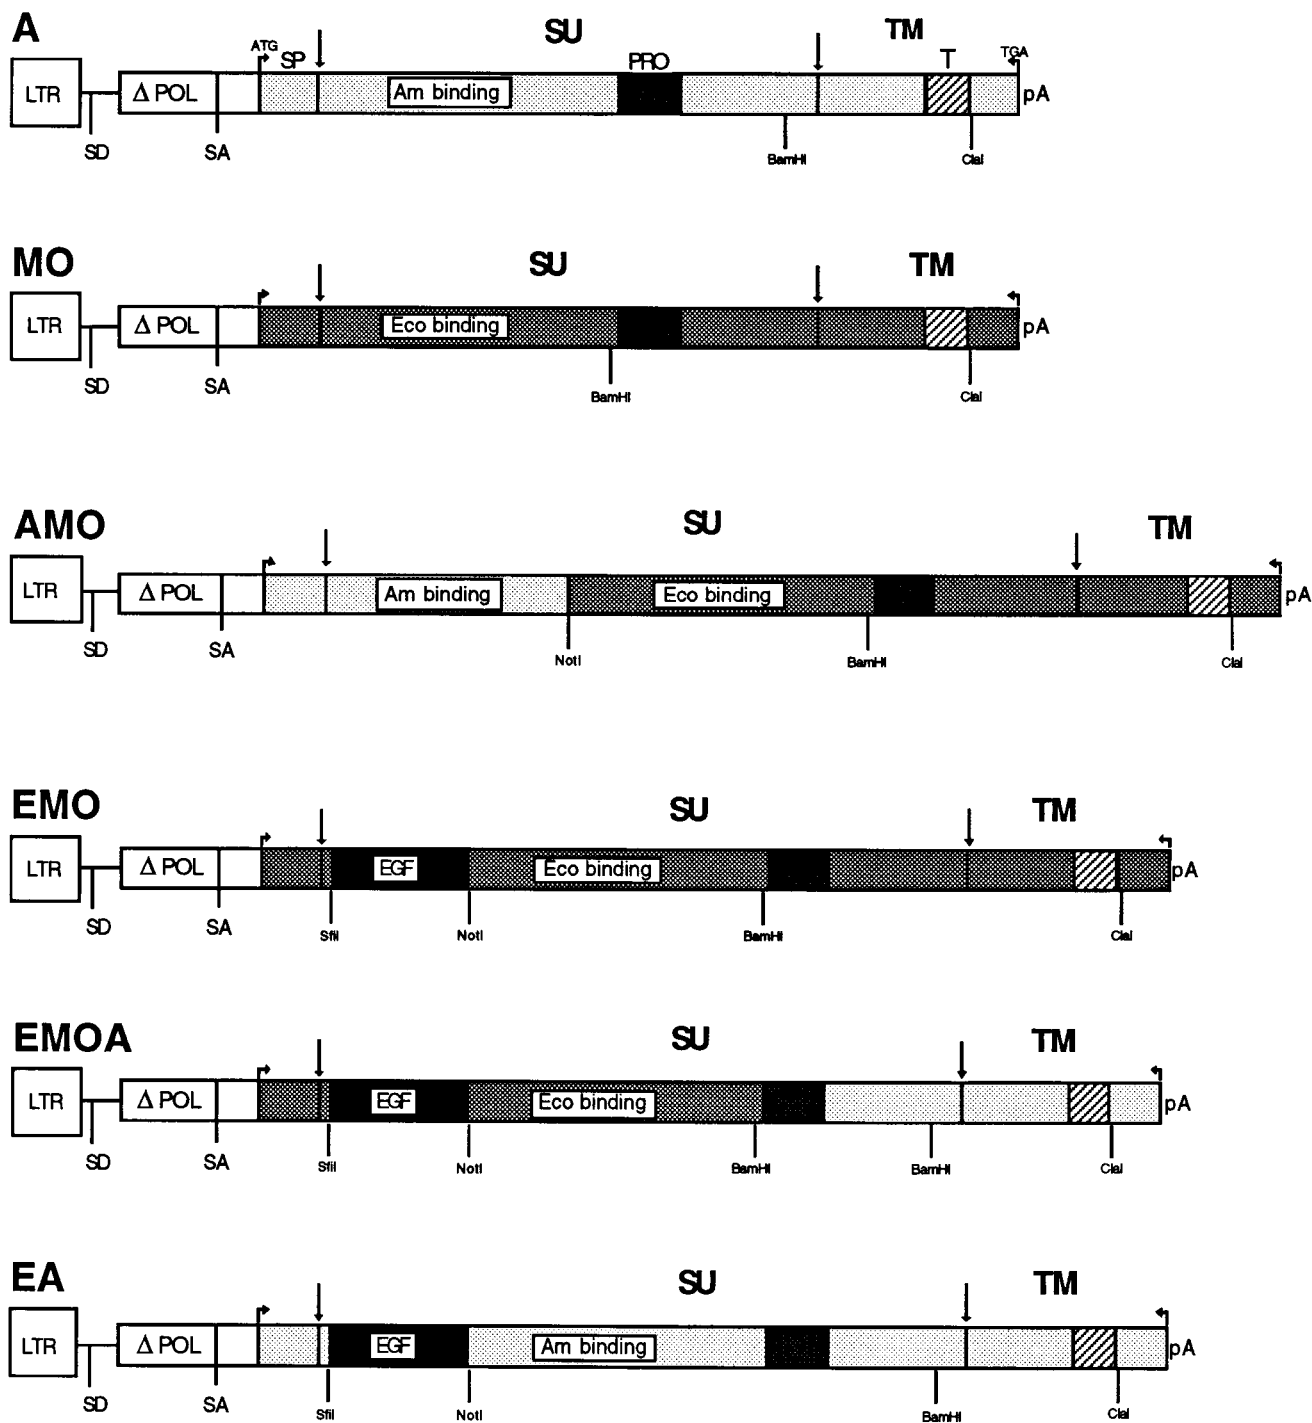 A
SU
TM
ATG
SP
PRO
T
TGA
LTR
Δ POL
Am binding
pA
SD
SA
BamHI
ClaI
MO
SU
TM
LTR
Δ POL
Eco binding
pA
SD
SA
BamHI
ClaI
AMO
SU
TM
LTR
Δ POL
Am binding
Eco binding
pA
SD
SA
NotI
BamHI
ClaI
EMO
SU
TM
LTR
Δ POL
EGF
Eco binding
pA
SD
SA
SfiI
NotI
BamHI
ClaI
EMOA
SU
TM
LTR
Δ POL
EGF
Eco binding
pA
SD
SA
SfiI
NotI
BamHI
BamHI
ClaI
EA
SU
TM
LTR
Δ POL
EGF
Am binding
pA
SD
SA
SfiI
NotI
BamHI
ClaI